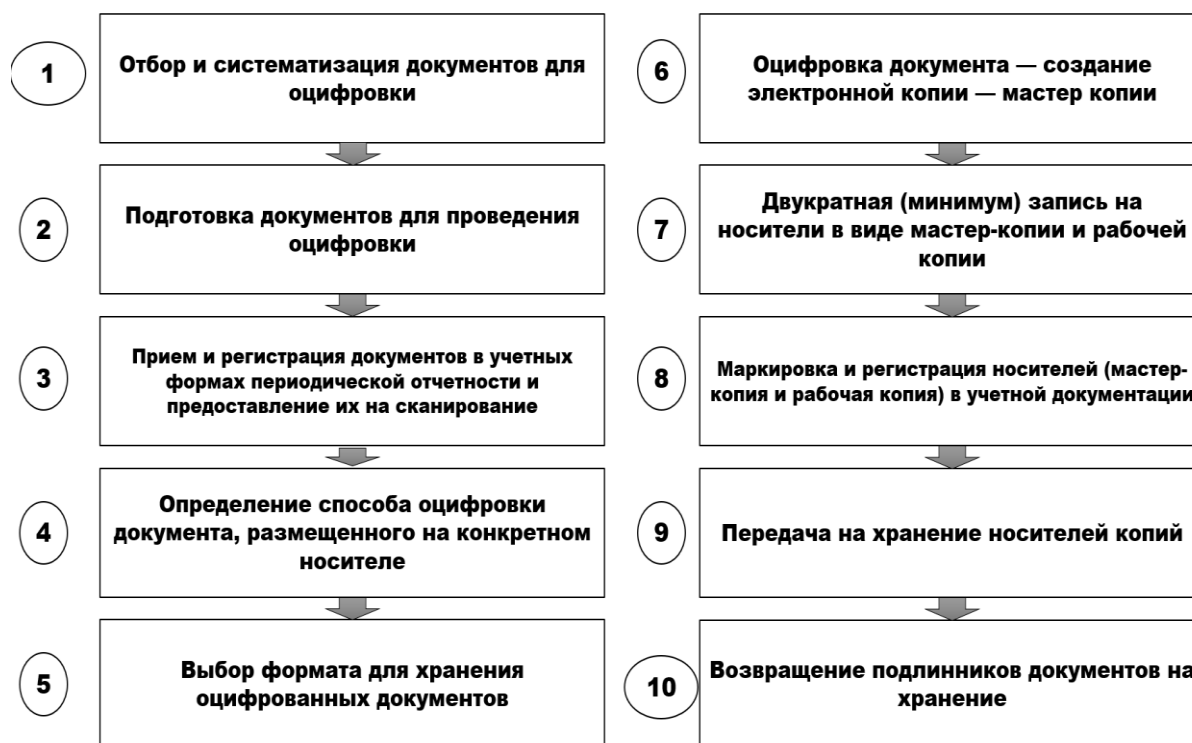 1
Отбор и систематизация документов для
оцифровки
2
Подготовка документов для проведения
оцифровки
3
Прием и регистрация документов в учетных
формах периодической отчетности и
предоставление их на сканирование
4
Определение способа оцифровки
документа, размещенного на конкретном
носителе
5
Выбор формата для хранения
оцифрованных документов
6
Оцифровка документа — создание
электронной копии — мастер копии
7
Двукратная (минимум) запись на
носители в виде мастер-копии и рабочей
копии
8
Маркировка и регистрация носителей (мастер-
копия и рабочая копия) в учетной документации
9
Передача на хранение носителей копий
10
Возвращение подлинников документов на
хранение